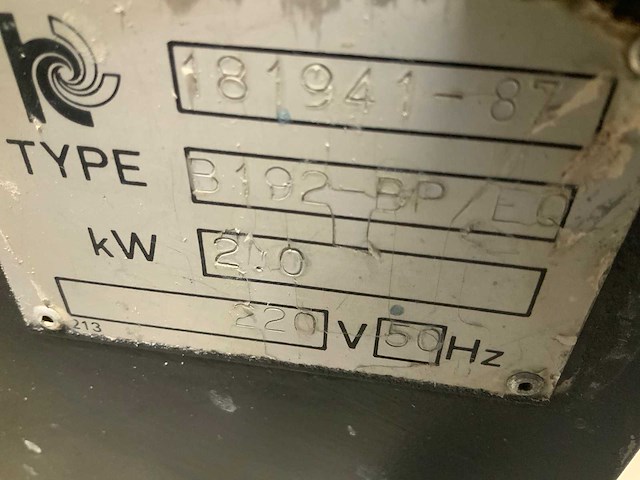 181941-87
TYPE B192-BP/EQ
kW 2.0
220 V 50 Hz
213